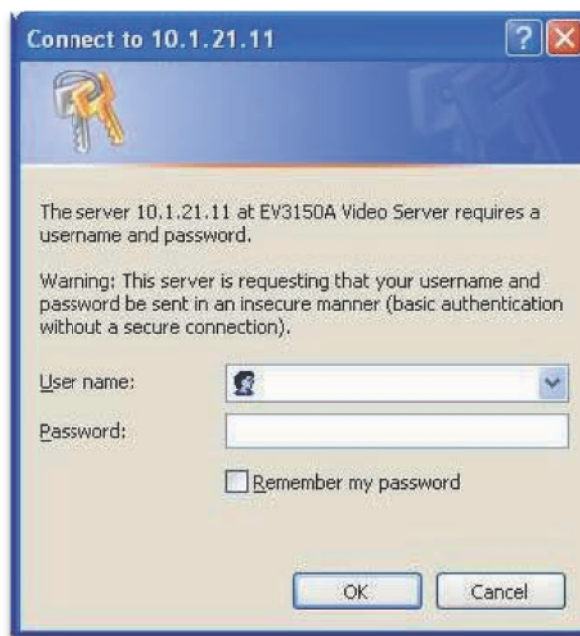 Connect to 10.1.21.11
The server 10.1.21.11 at EV3150A Video Server requires a
username and password.
Warning: This server is requesting that your username and
password be sent in an insecure manner (basic authentication
without a secure connection).
User name:
Password:
Remember my password
OK
Cancel